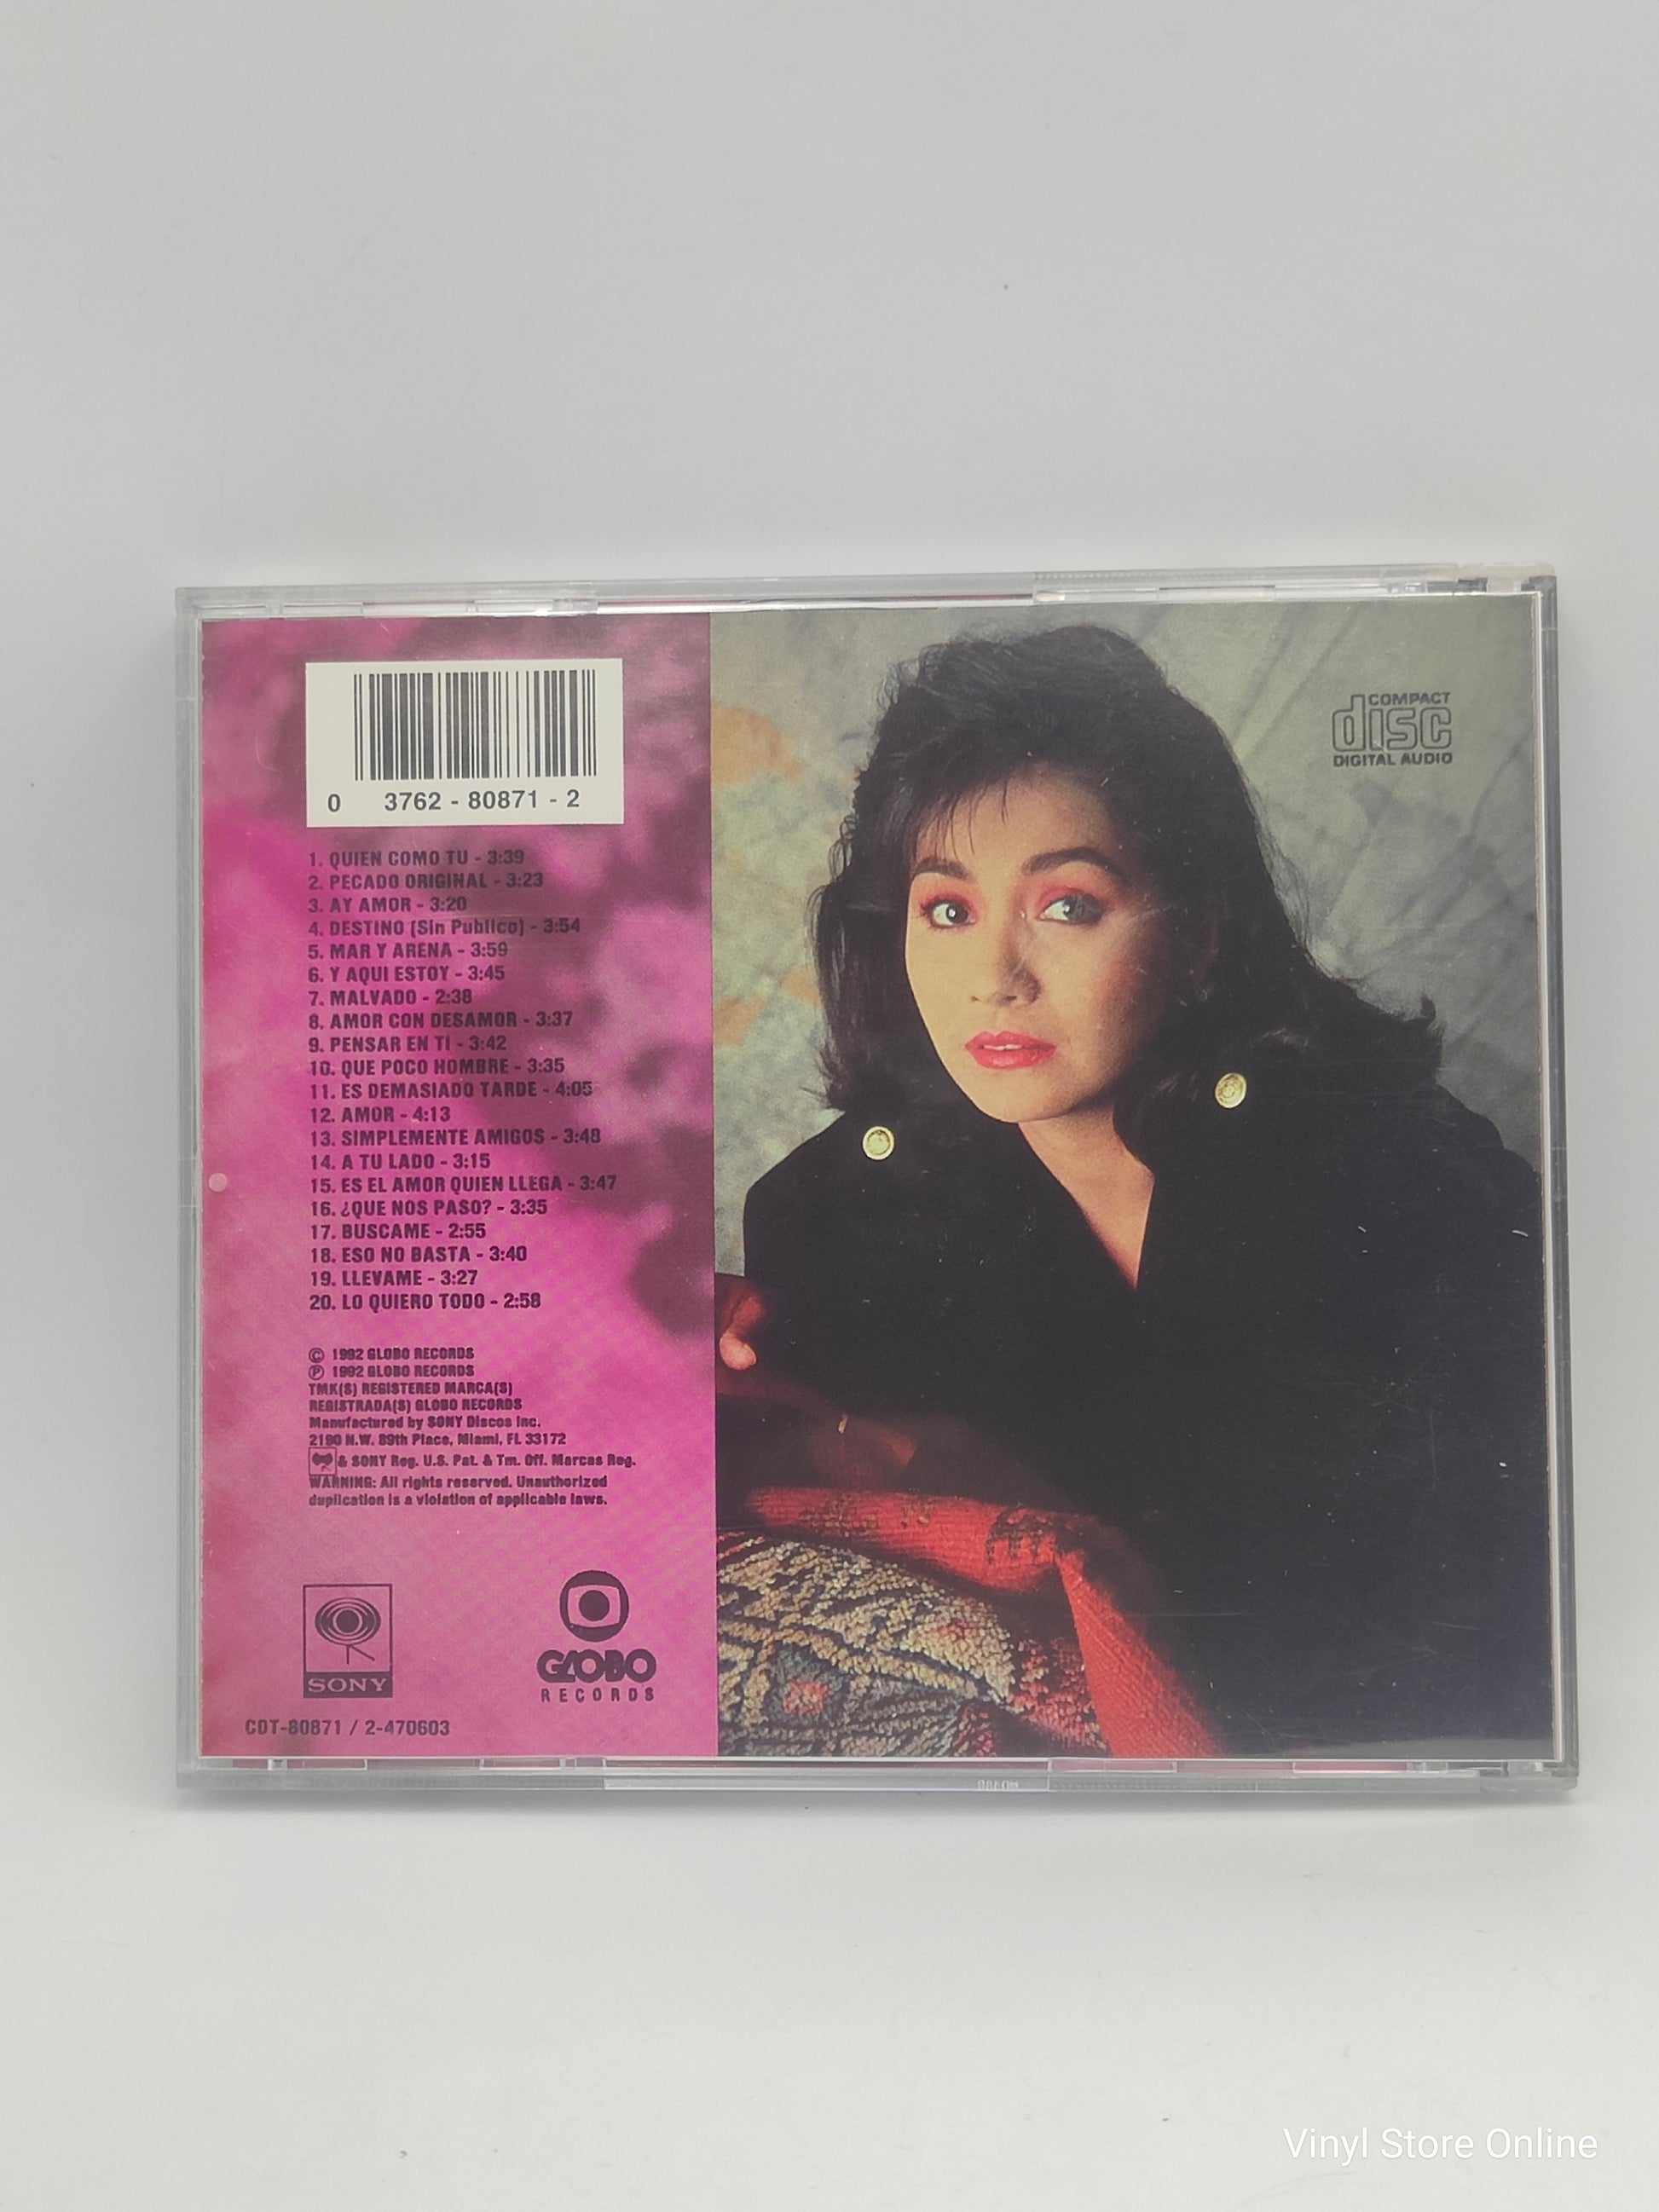 COMPACT
disc
DIGITAL AUDIO
0 3762 - 80871 - 2
1. QUIEN COMO TU - 3:39
2. PECADO ORIGINAL - 3:23
3. AY AMOR - 3:20
4. DESTINO (Sin Publico) - 3:54
5. MAR Y ARENA - 3:59
6. Y AQUI ESTOY - 3:45
7. MALVADO - 2:38
8. AMOR CON DESAMOR - 3:37
9. PENSAR EN TI - 3:42
10. QUE POCO HOMBRE - 3:35
11. ES DEMASIADO TARDE - 4:05
12. AMOR - 4:13
13. SIMPLEMENTE AMIGOS - 3:48
14. A TU LADO - 3:15
15. ES EL AMOR QUIEN LLEGA - 3:47
16. ¿QUE NOS PASO? - 3:35
17. BUSCAME - 2:55
18. ESO NO BASTA - 3:40
19. LLEVAME - 3:27
20. LO QUIERO TODO - 2:58
© 1992 GLOBO RECORDS
℗ 1992 GLOBO RECORDS
TMK(S) REGISTERED MARCA(S)
REGISTRADA(S) GLOBO RECORDS
Manufactured by SONY Discos Inc.
2190 N.W. 89th Place, Miami, FL 33172
& SONY Reg. U.S. Pat. & Tm. Off. Marcas Reg.
WARNING: All rights reserved. Unauthorized
duplication is a violation of applicable laws.
SONY
GLOBO
RECORDS
CDT-80871 / 2-470603
Vinyl Store Online